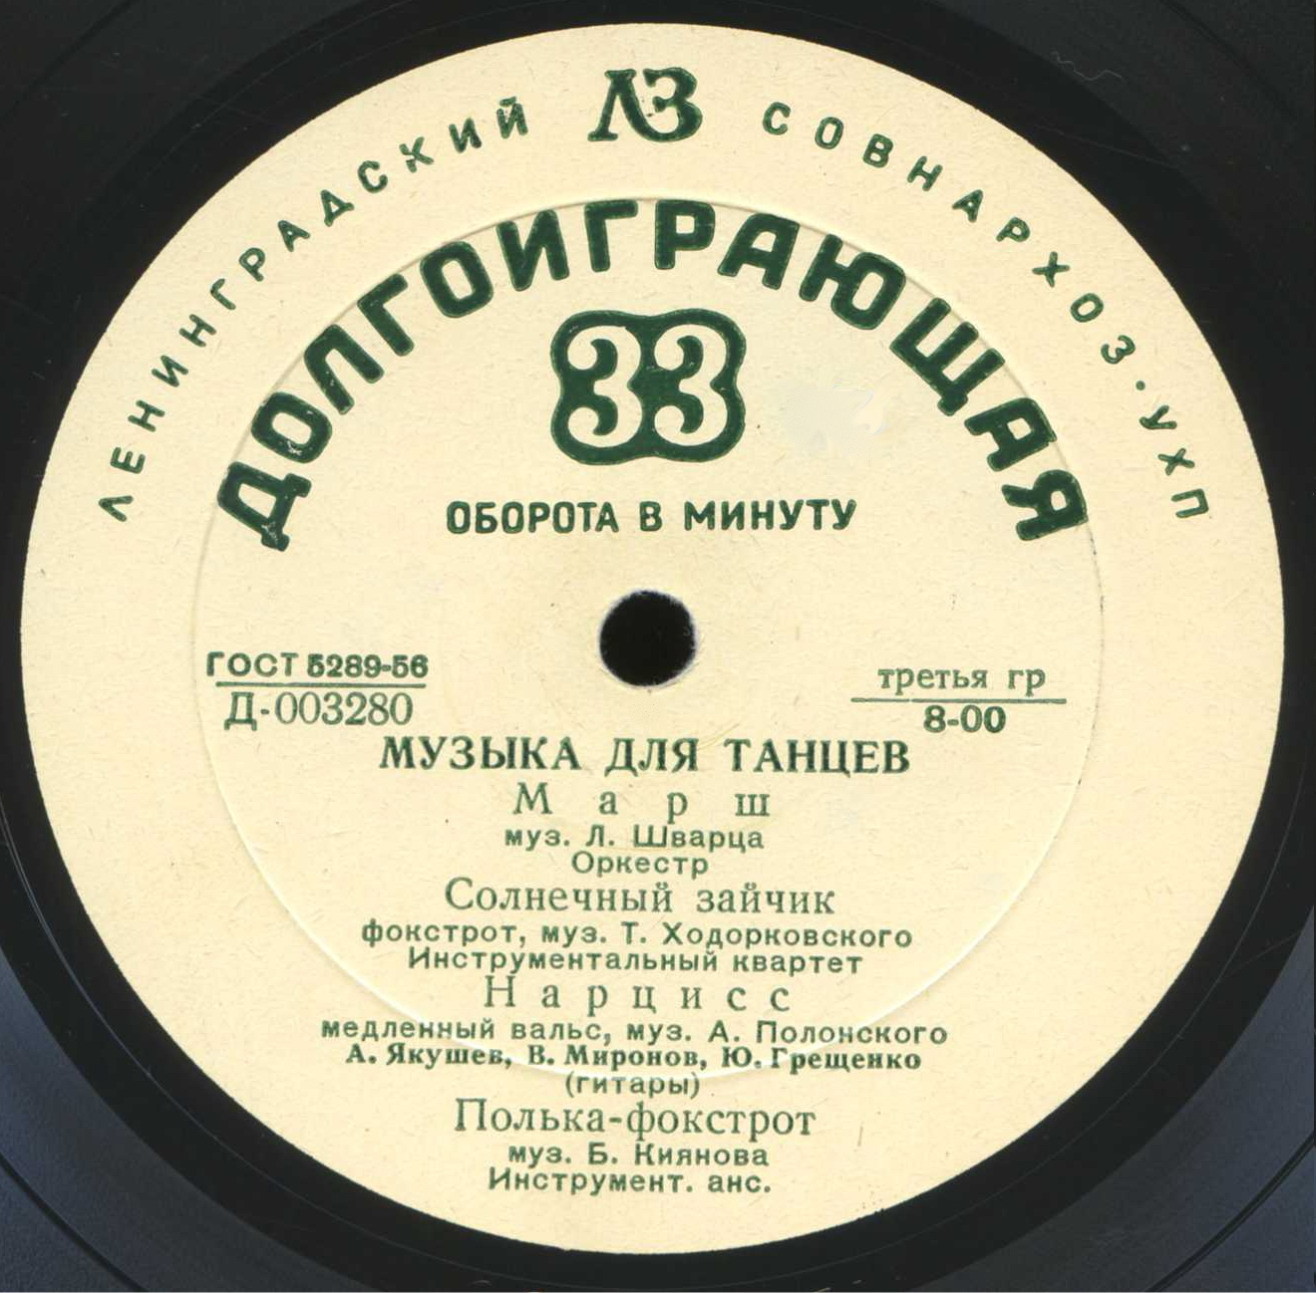 ЛЕНИНГРАДСКИЙ ЛЗ СОВНАРХОЗ · УХП
ДОЛГОИГРАЮЩАЯ
33
ОБОРОТА В МИНУТУ
ГОСТ 5289-56
Д-003280
третья гр
8-00
МУЗЫКА ДЛЯ ТАНЦЕВ
Марш
муз. Л. Шварца
Оркестр
Солнечный зайчик
фокстрот, муз. Т. Ходорковского
Инструментальный квартет
Нарцисс
медленный вальс, муз. А. Полонского
А. Якушев, В. Миронов, Ю. Грещенко
(гитары)
Полька-фокстрот
муз. Б. Киянова
Инструмент. анс.